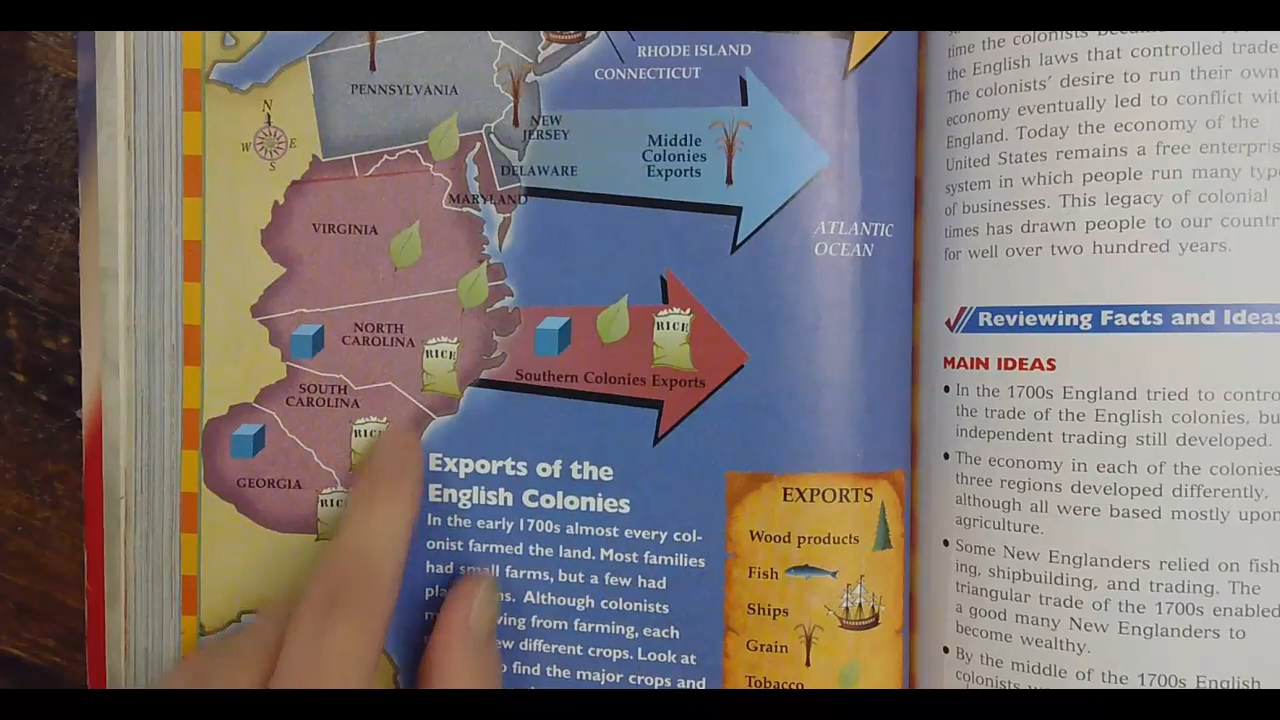 RHODE ISLAND
CONNECTICUT
PENNSYLVANIA
N
W E
S
NEW
JERSEY
Middle
Colonies
Exports
DELAWARE
MARYLAND
VIRGINIA
ATLANTIC
OCEAN
NORTH
CAROLINA
RICE
RICE
Southern Colonies Exports
SOUTH
CAROLINA
RICE
GEORGIA
RICE
Exports of the
English Colonies
In the early 1700s almost every col-
onist farmed the land. Most families
had small farms, but a few had
Although colonists
from farming, each
different crops. Look at
find the major crops and
EXPORTS
Wood products
Fish
Ships
Grain
Tobacco
time the colonists
the English laws that controlled trade
The colonists' desire to run their own
economy eventually led to conflict
England. Today the economy of the
United States remains a free
system in which people run many
of businesses. This legacy of colonial
times has drawn people to our
for well over two hundred years.
Reviewing Facts and
MAIN IDEAS
• In the 1700s England tried to
the trade of the English colonies,
independent trading still developed.
• The economy in each of the colonies
three regions developed differently,
although all were based mostly upon
agriculture.
• Some New Englanders relied on fish-
ing, shipbuilding, and trading. The
triangular trade of the 1700s enabled
a good many New Englanders to
become wealthy.
• By the middle of the 1700s English
colonists